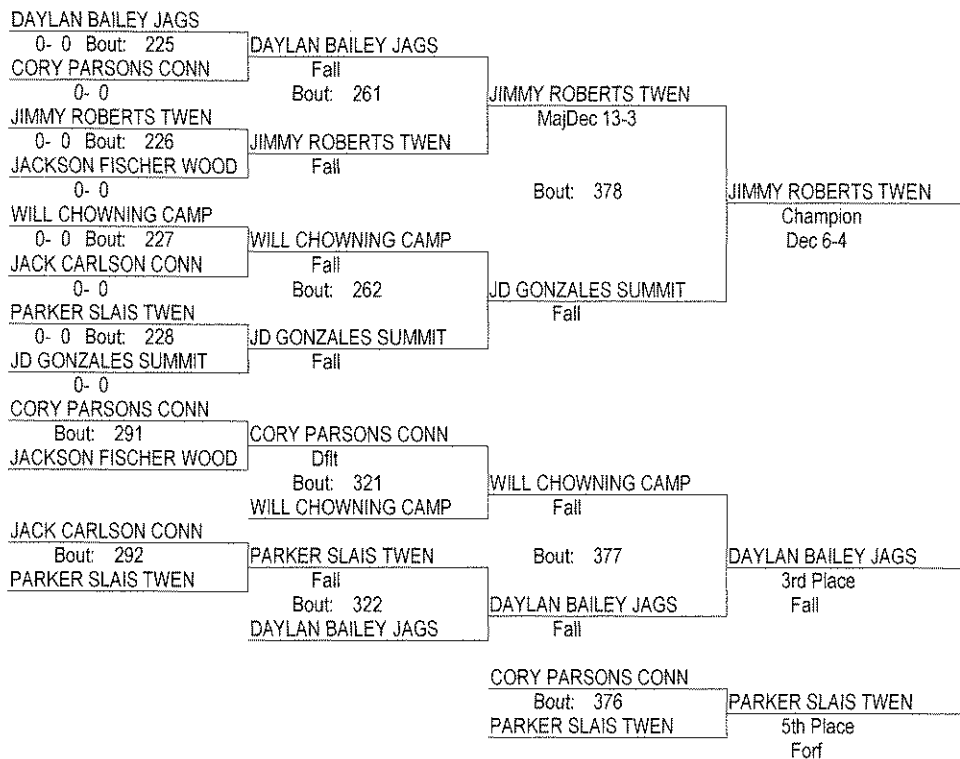 DAYLAN BAILEY JAGS
0- 0 Bout: 225
DAYLAN BAILEY JAGS
CORY PARSONS CONN
Fall
0- 0
Bout: 261
JIMMY ROBERTS TWEN
JIMMY ROBERTS TWEN
MajDec 13-3
0- 0 Bout: 226
JIMMY ROBERTS TWEN
JACKSON FISCHER WOOD
Fall
0- 0
Bout: 378
JIMMY ROBERTS TWEN
WILL CHOWNING CAMP
Champion
0- 0 Bout: 227
WILL CHOWNING CAMP
Dec 6-4
JACK CARLSON CONN
Fall
0- 0
Bout: 262
JD GONZALES SUMMIT
PARKER SLAIS TWEN
Fall
0- 0 Bout: 228
JD GONZALES SUMMIT
JD GONZALES SUMMIT
Fall
0- 0
CORY PARSONS CONN
Bout: 291
CORY PARSONS CONN
JACKSON FISCHER WOOD
Dflt
Bout: 321
WILL CHOWNING CAMP
WILL CHOWNING CAMP
Fall
JACK CARLSON CONN
Bout: 292
PARKER SLAIS TWEN
Bout: 377
DAYLAN BAILEY JAGS
PARKER SLAIS TWEN
Fall
3rd Place
Bout: 322
DAYLAN BAILEY JAGS
Fall
DAYLAN BAILEY JAGS
Fall
CORY PARSONS CONN
Bout: 376
PARKER SLAIS TWEN
PARKER SLAIS TWEN
5th Place
Forf